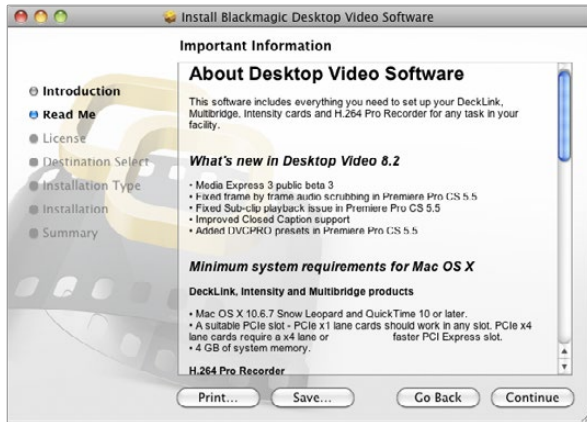 Install Blackmagic Desktop Video Software
Important Information
Introduction
Read Me
License
Destination Select
Installation Type
Installation
Summary
About Desktop Video Software
This software includes everything you need to set up your DeckLink,
Multibridge, Intensity cards and H.264 Pro Recorder for any task in your
facility.
What's new in Desktop Video 8.2
• Media Express 3 public beta 3
• Fixed frame by frame audio scrubbing in Premiere Pro CS 5.5
• Fixed Sub-clip playback issue in Premiere Pro CS 5.5
• Improved Closed Caption support
• Added DVCPRO presets in Premiere Pro CS 5.5
Minimum system requirements for Mac OS X
DeckLink, Intensity and Multibridge products
• Mac OS X 10.6.7 Snow Leopard and QuickTime 10 or later.
• A suitable PCIe slot - PCIe x1 lane cards should work in any slot. PCIe x4
lane cards require a x4 lane or faster PCI Express slot.
• 4 GB of system memory.
H.264 Pro Recorder
Print...
Save...
Go Back
Continue